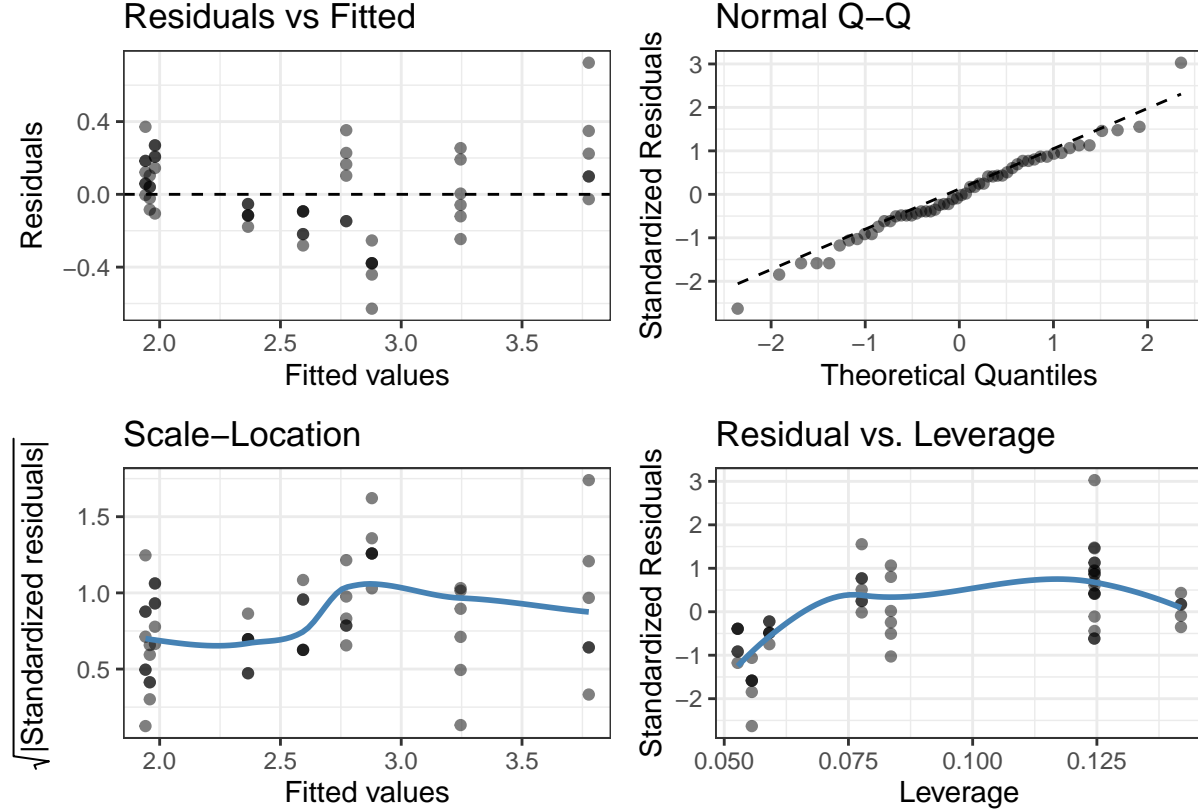 Residuals vs Fitted
Residuals
0.4
0.0
−0.4
2.0 2.5 3.0 3.5
Fitted values
Normal Q−Q
Standardized Residuals
3
2
1
0
−1
−2
−2 −1 0 1 2
Theoretical Quantiles
Scale−Location
√|Standardized residuals|
1.5
1.0
0.5
2.0 2.5 3.0 3.5
Fitted values
Residual vs. Leverage
Standardized Residuals
3
2
1
0
−1
−2
0.050 0.075 0.100 0.125
Leverage